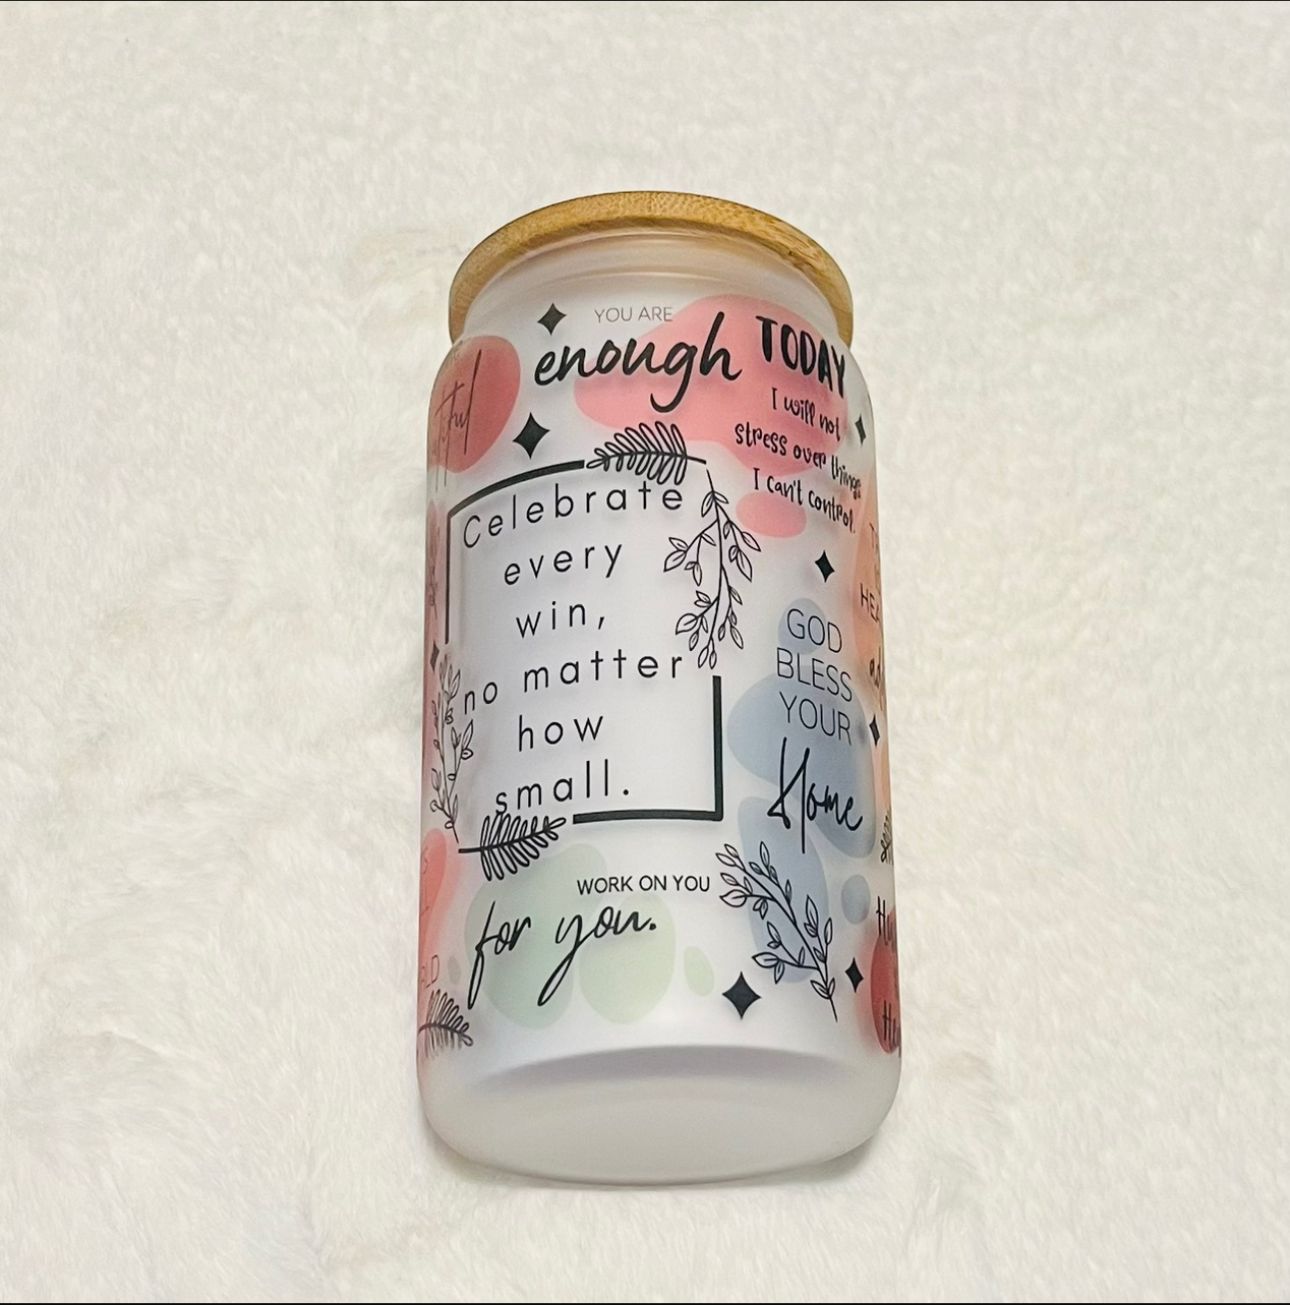 YOU ARE
enough
TODAY
I will not
stress over things
I can't control.
Celebrate
every
win,
no matter
how
small.
GOD
BLESS
YOUR
Home
WORK ON YOU
for you.